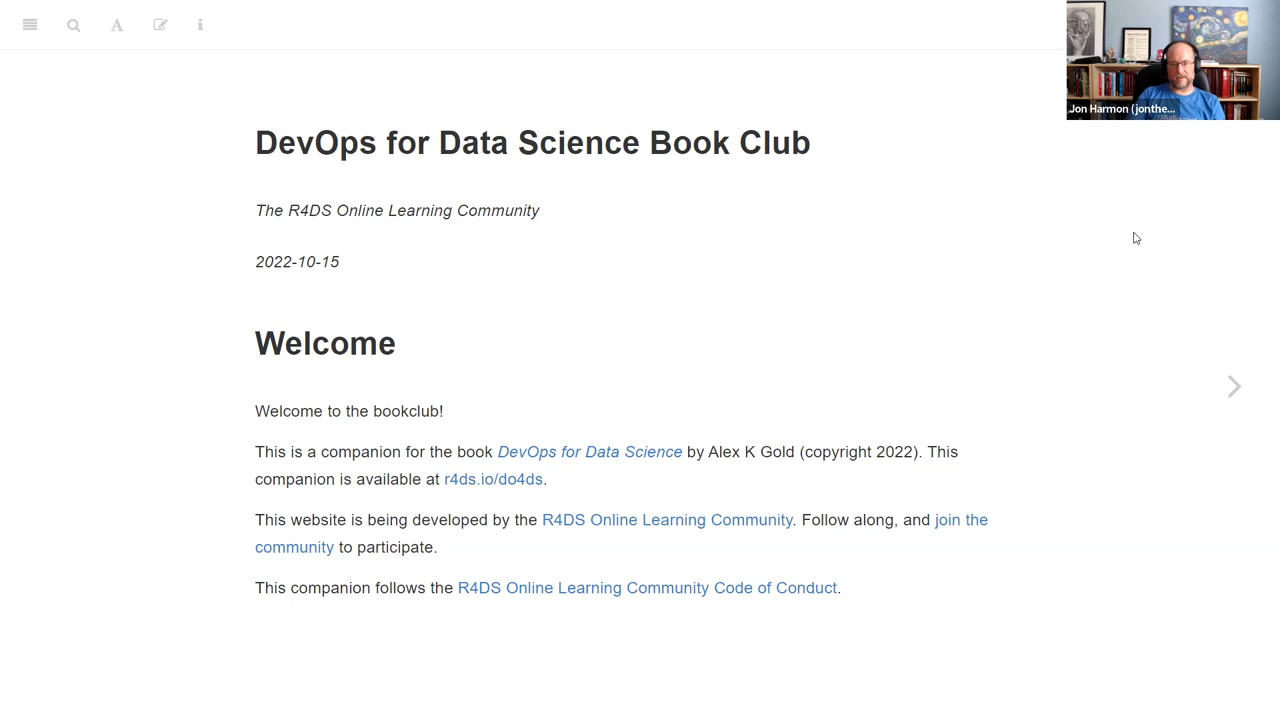 Jon Harmon (jonthe...
DevOps for Data Science Book Club
The R4DS Online Learning Community
2022-10-15
Welcome
Welcome to the bookclub!
This is a companion for the book DevOps for Data Science by Alex K Gold (copyright 2022). This
companion is available at r4ds.io/do4ds.
This website is being developed by the R4DS Online Learning Community. Follow along, and join the
community to participate.
This companion follows the R4DS Online Learning Community Code of Conduct.